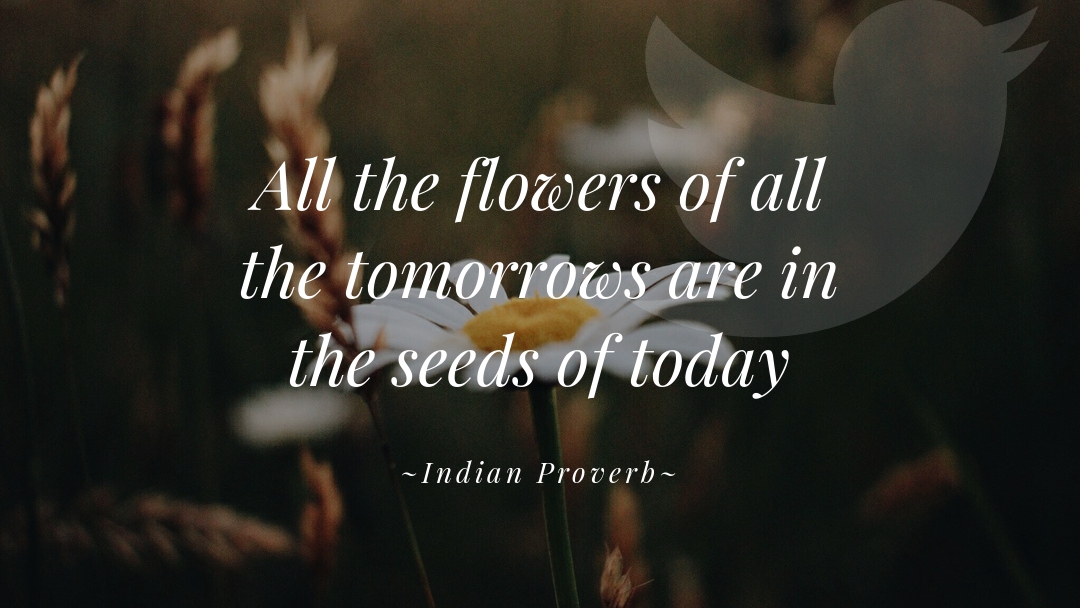 All the flowers of all
the tomorrows are in
the seeds of today
~Indian Proverb~